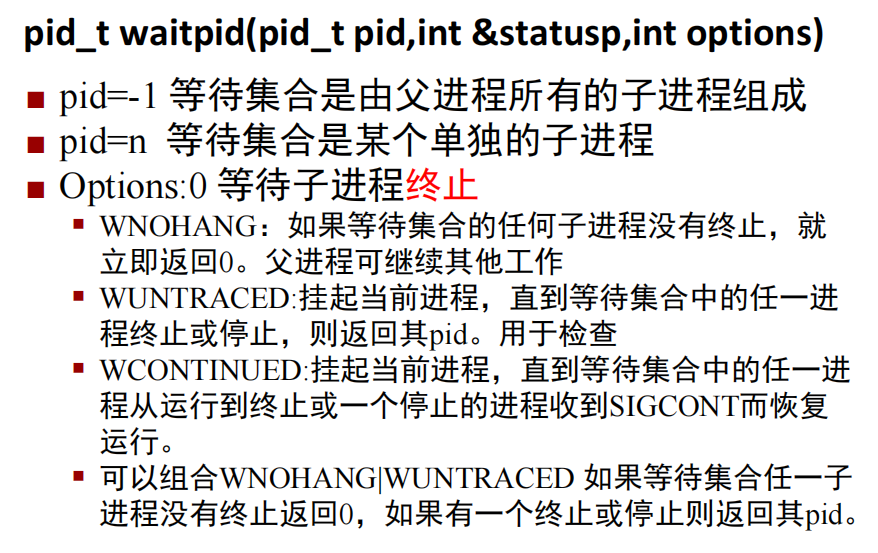 pid_t waitpid(pid_t pid,int &statusp,int options)
pid=-1 等待集合是由父进程所有的子进程组成
pid=n 等待集合是某个单独的子进程
Options:0 等待子进程终止
WNOHANG：如果等待集合的任何子进程没有终止，就
立即返回0。父进程可继续其他工作
WUNTRACED:挂起当前进程，直到等待集合中的任一进
程终止或停止，则返回其pid。用于检查
WCONTINUED:挂起当前进程，直到等待集合中的任一进
程从运行到终止或一个停止的进程收到SIGCONT而恢复
运行。
可以组合WNOHANG|WUNTRACED 如果等待集合任一子
进程没有终止返回0，如果有一个终止或停止则返回其pid。